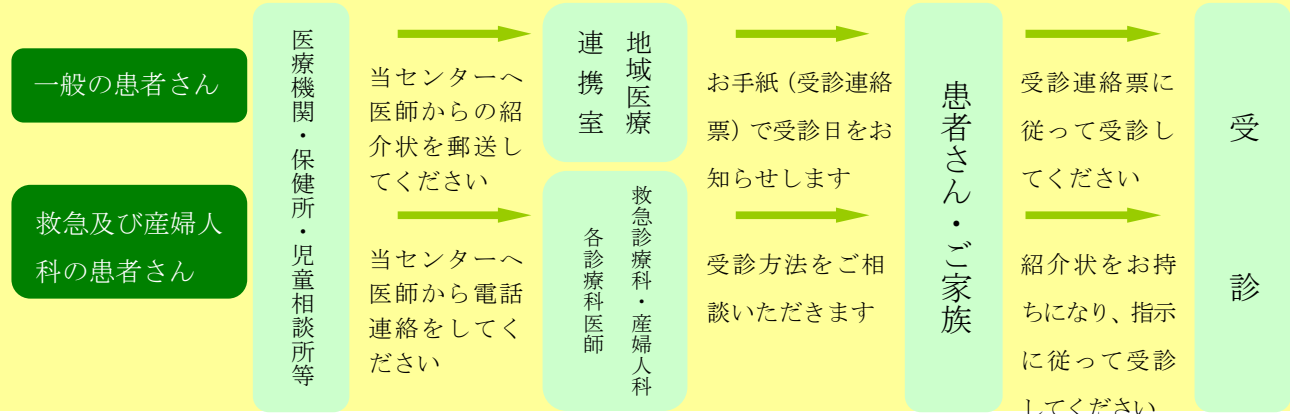 一般の患者さん
救急及び産婦人
科の患者さん
医療機関・保健所・児童相談所等
当センターへ
医師からの紹
介状を郵送し
てください
当センターへ
医師から電話
連絡をしてく
ださい
地域医療
連携室
救急診療科・産婦人科
各診療科医師
お手紙（受診連絡
票）で受診日をお
知らせします
受診方法をご相
談いただきます
患者さん・ご家族
受診連絡票に
従って受診し
てください
紹介状をお持
ちになり、指示
に従って受診
してください
受診